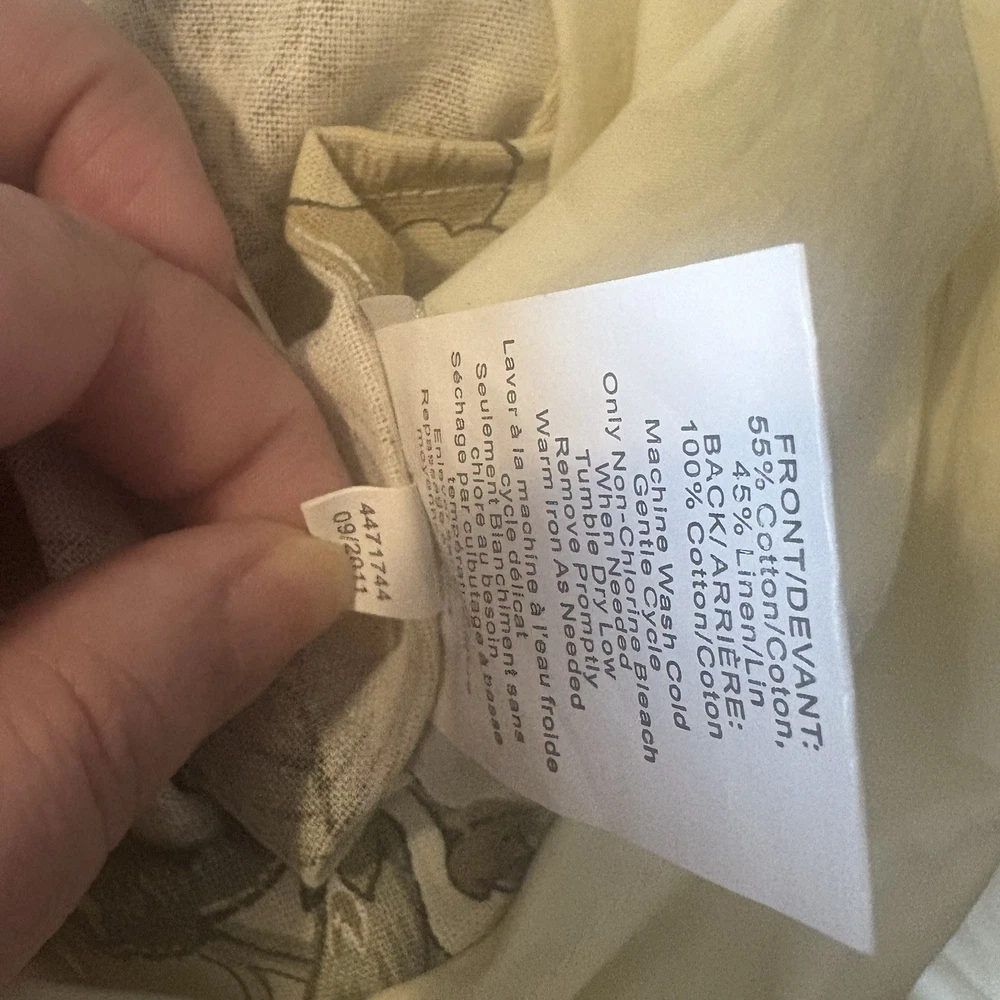 FRONT/DEVANT:
55% Cotton/Coton,
45% Linen/Lin
BACK/ARRIÈRE:
100% Cotton/Coton
Machine Wash Cold
Gentle Cycle
Only Non-Chlorine Bleach
When Needed
Tumble Dry Low
Remove Promptly
Warm Iron As Needed
Laver à la machine à l'eau froide
cycle délicat
Seulement Blanchiment sans
chlore au besoin
Séchage par culbutage à basse
4471744
09/2011